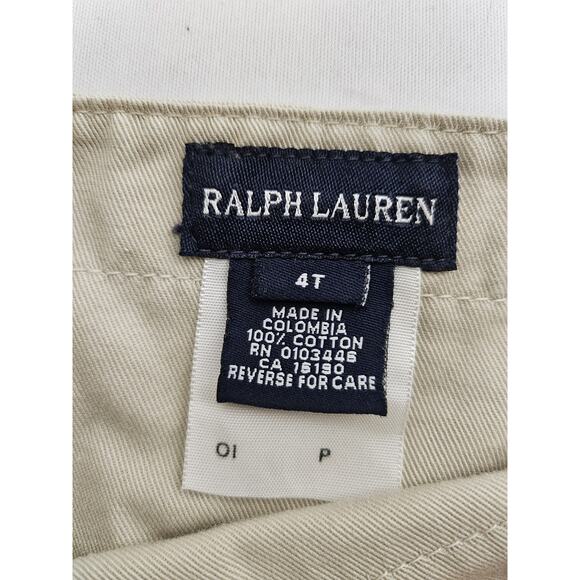 RALPH LAUREN
4T
MADE IN
COLOMBIA
100% COTTON
RN 0103446
CA 16190
REVERSE FOR CARE
OI P